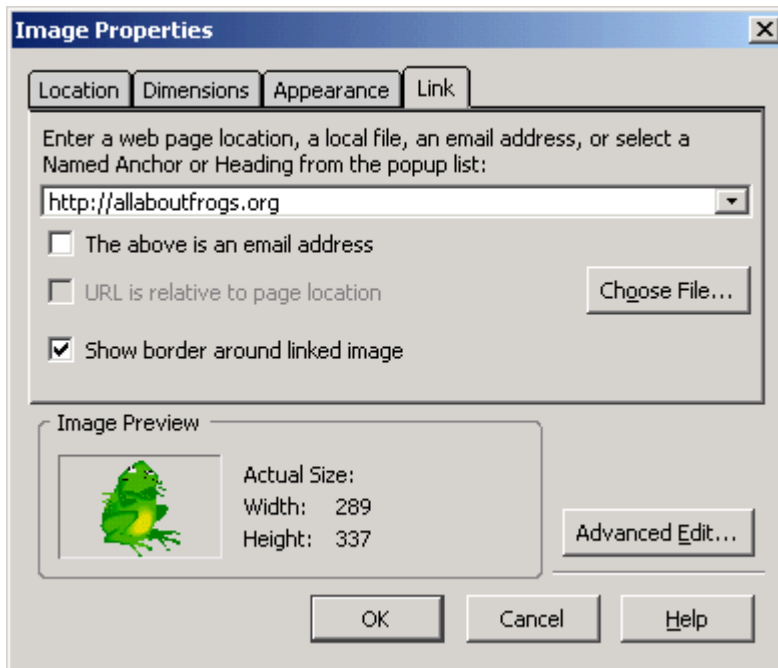 Image Properties
Location Dimensions Appearance Link
Enter a web page location, a local file, an email address, or select a
Named Anchor or Heading from the popup list:
http://allaboutfrogs.org
The above is an email address
URL is relative to page location
Choose File...
Show border around linked image
Image Preview
Actual Size:
Width: 289
Height: 337
Advanced Edit...
OK Cancel Help